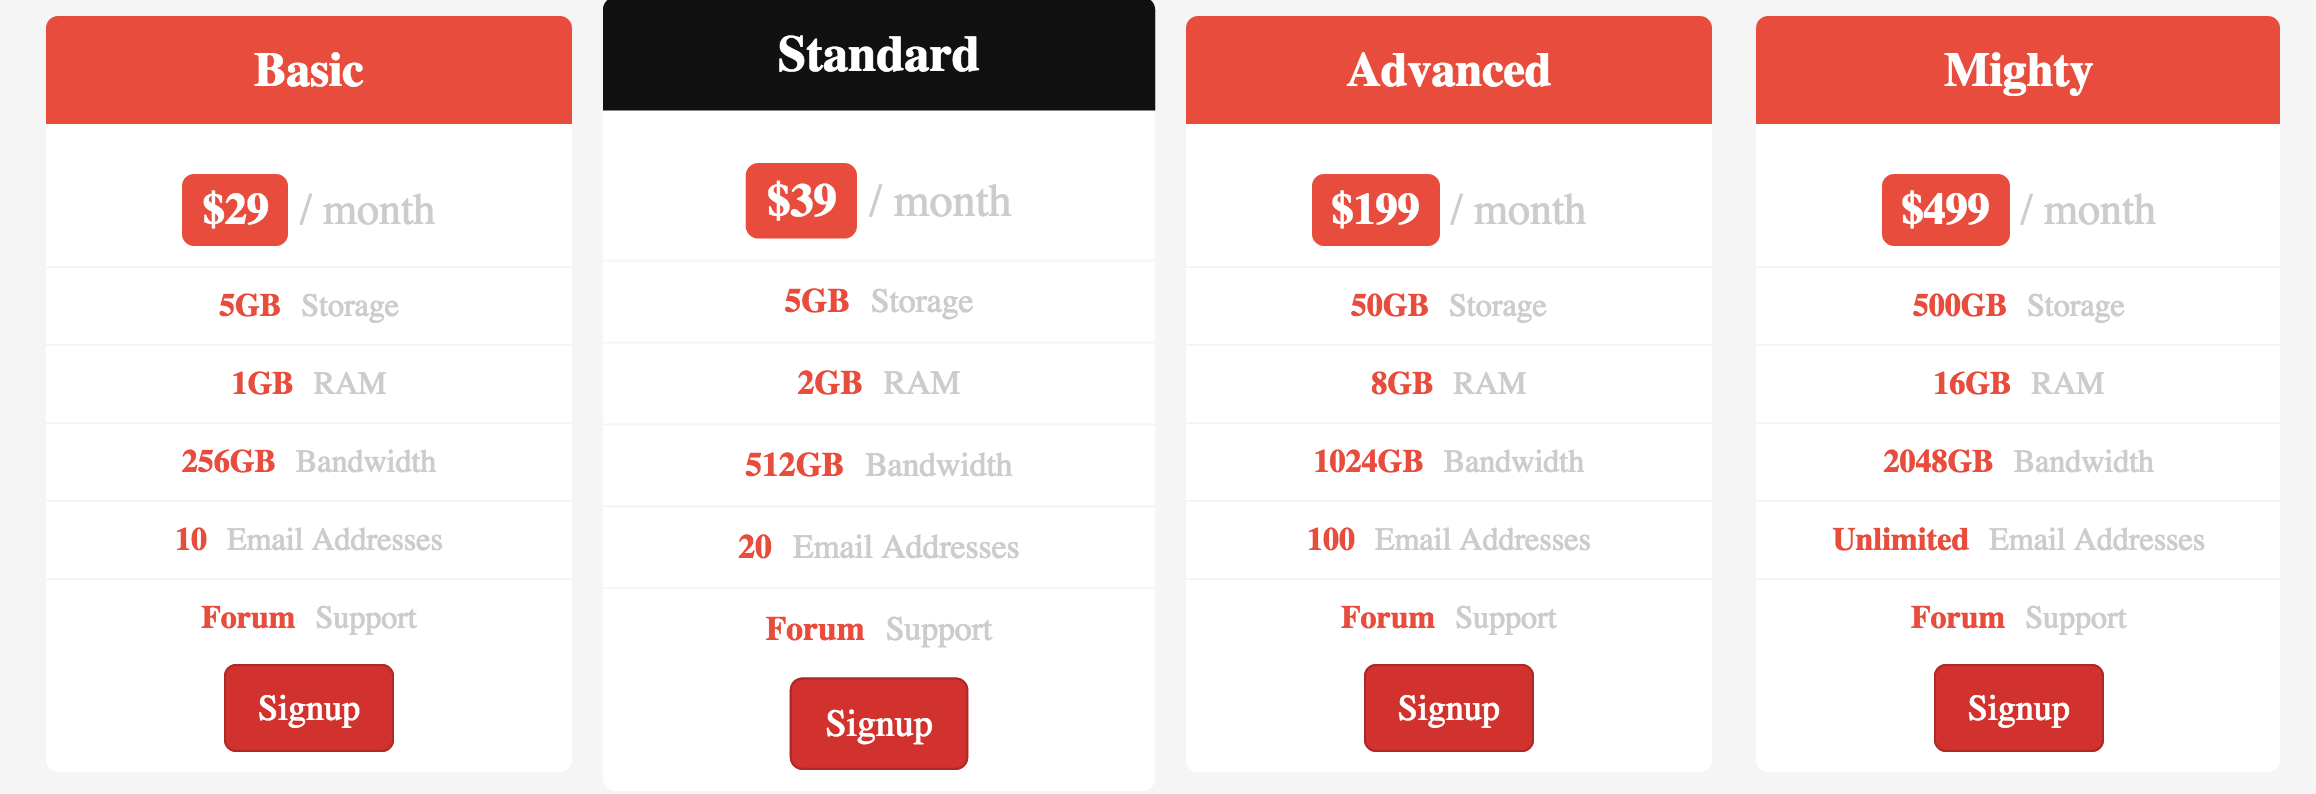 Basic
$29 / month
5GB Storage
1GB RAM
256GB Bandwidth
10 Email Addresses
Forum Support
Signup
Standard
$39 / month
5GB Storage
2GB RAM
512GB Bandwidth
20 Email Addresses
Forum Support
Signup
Advanced
$199 / month
50GB Storage
8GB RAM
1024GB Bandwidth
100 Email Addresses
Forum Support
Signup
Mighty
$499 / month
500GB Storage
16GB RAM
2048GB Bandwidth
Unlimited Email Addresses
Forum Support
Signup